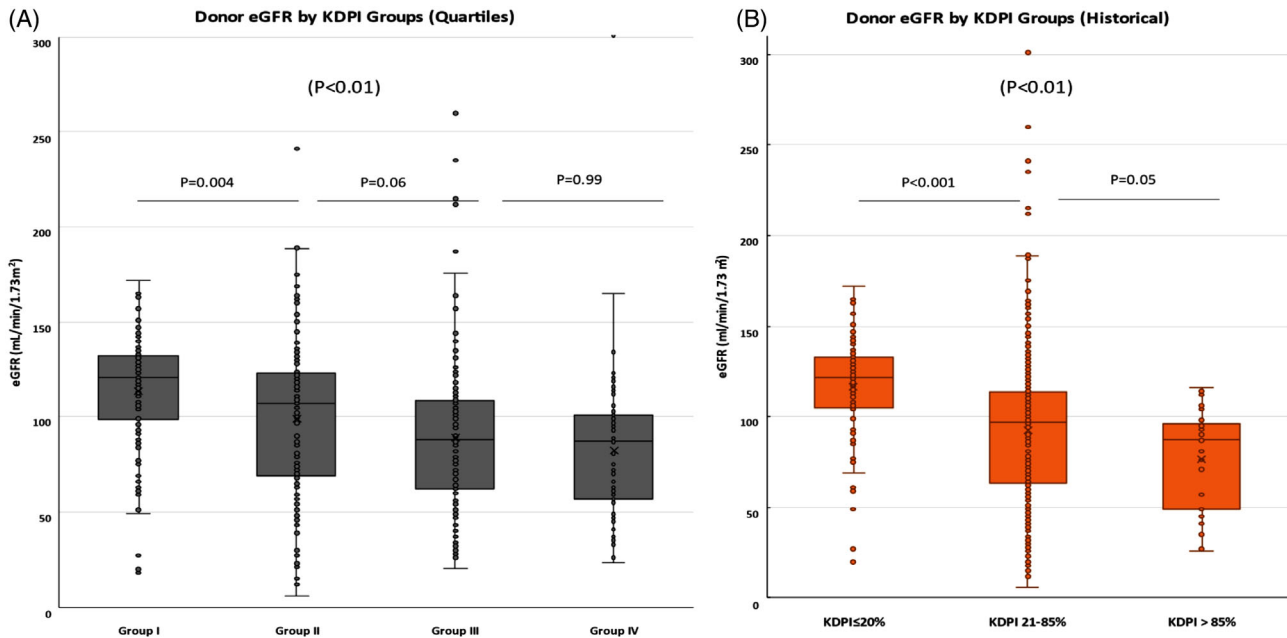 (A)
Donor eGFR by KDPI Groups (Quartiles)
300
(P<0.01)
250
P=0.004 P=0.06 P=0.99
200
150
100
50
0
eGFR (ml/min/1.73m²)
Group I Group II Group III Group IV
(B)
Donor eGFR by KDPI Groups (Historical)
300
(P<0.01)
250
P<0.001 P=0.05
200
150
100
50
0
eGFR (ml/min/1.73 m²)
KDPI≤20% KDPI 21-85% KDPI > 85%